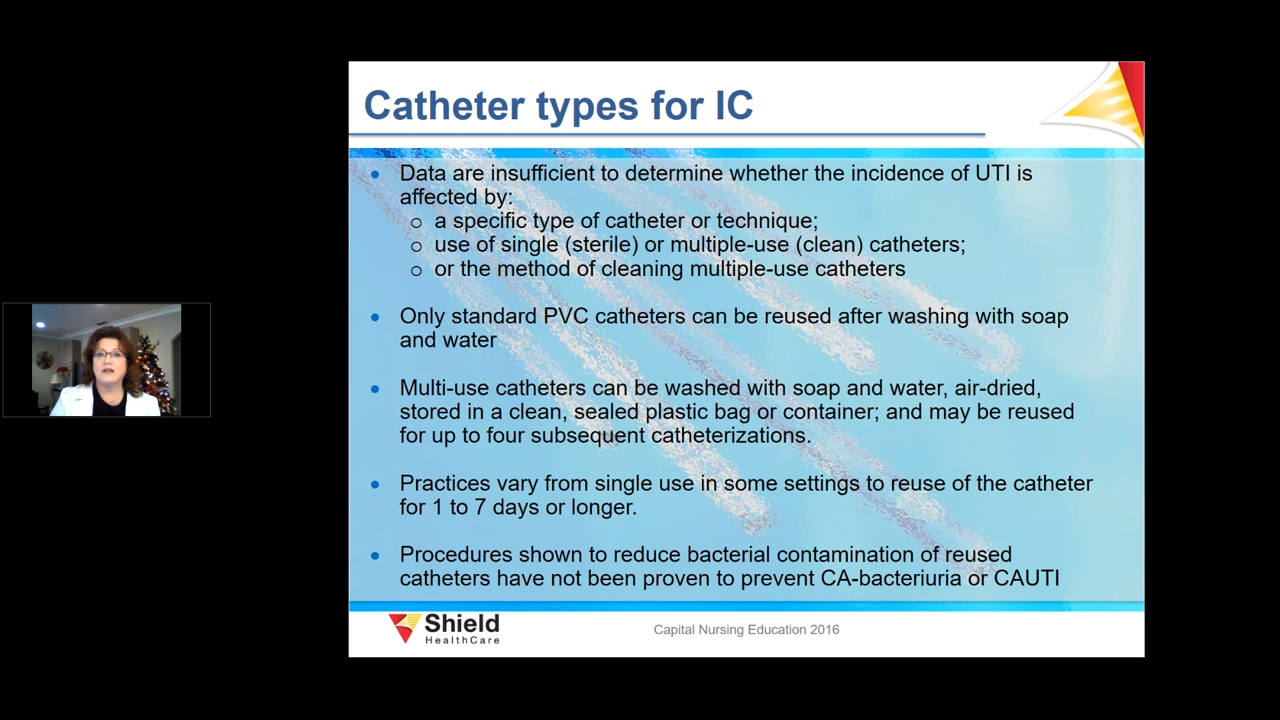 Catheter types for IC
• Data are insufficient to determine whether the incidence of UTI is
affected by:
o a specific type of catheter or technique;
o use of single (sterile) or multiple-use (clean) catheters;
o or the method of cleaning multiple-use catheters
• Only standard PVC catheters can be reused after washing with soap
and water
• Multi-use catheters can be washed with soap and water, air-dried,
stored in a clean, sealed plastic bag or container; and may be reused
for up to four subsequent catheterizations.
• Practices vary from single use in some settings to reuse of the catheter
for 1 to 7 days or longer.
• Procedures shown to reduce bacterial contamination of reused
catheters have not been proven to prevent CA-bacteriuria or CAUTI
Shield
HealthCare
Capital Nursing Education 2016